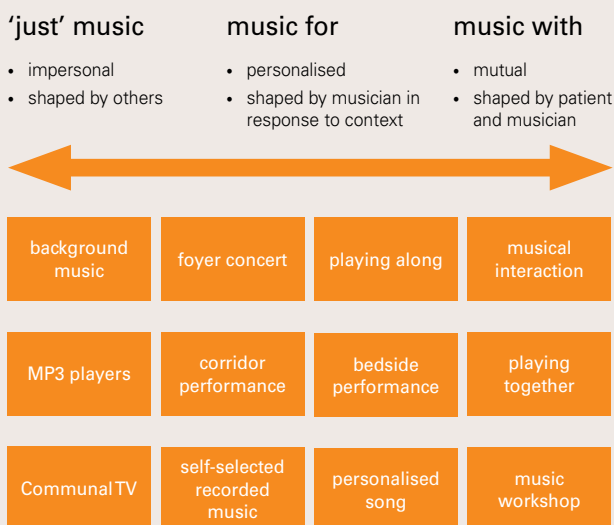 ‘just’ music
• impersonal
• shaped by others
music for
• personalised
• shaped by musician in
response to context
music with
• mutual
• shaped by patient
and musician
background
music
foyer concert
playing along
musical
interaction
MP3 players
corridor
performance
bedside
performance
playing
together
Communal TV
self-selected
recorded
music
personalised
song
music
workshop